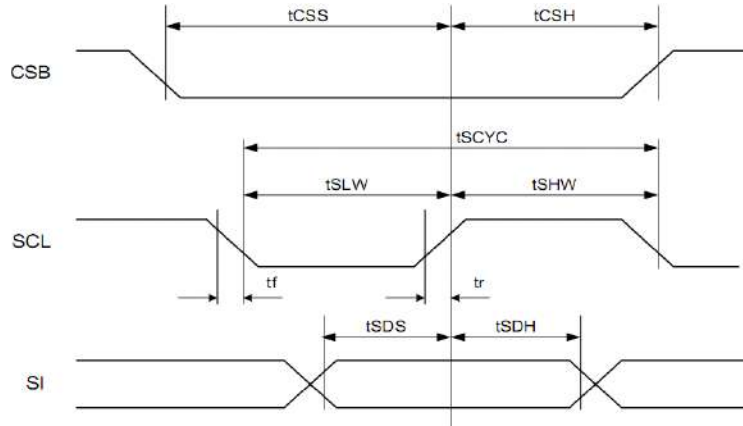 tCSS tCSH
CSB
tSCYC
tSLW tSHW
SCL
tf tr
tSDS tSDH
SI